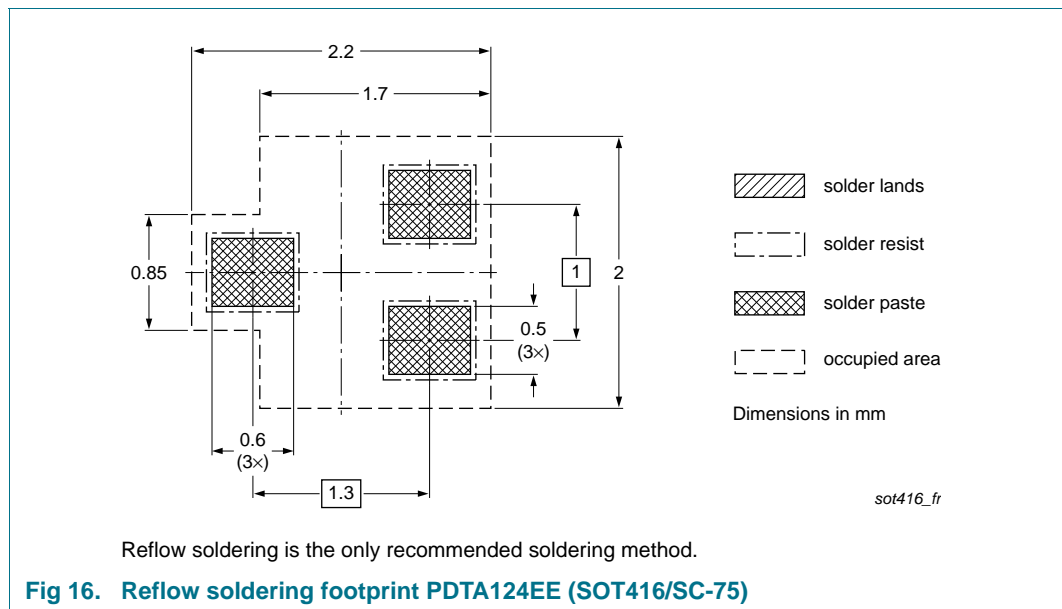 2.2
1.7
0.85
1
2
0.5
(3×)
0.6
(3×)
1.3
solder lands
solder resist
solder paste
occupied area
Dimensions in mm
sot416_fr
Reflow soldering is the only recommended soldering method.
Fig 16. Reflow soldering footprint PDTA124EE (SOT416/SC-75)